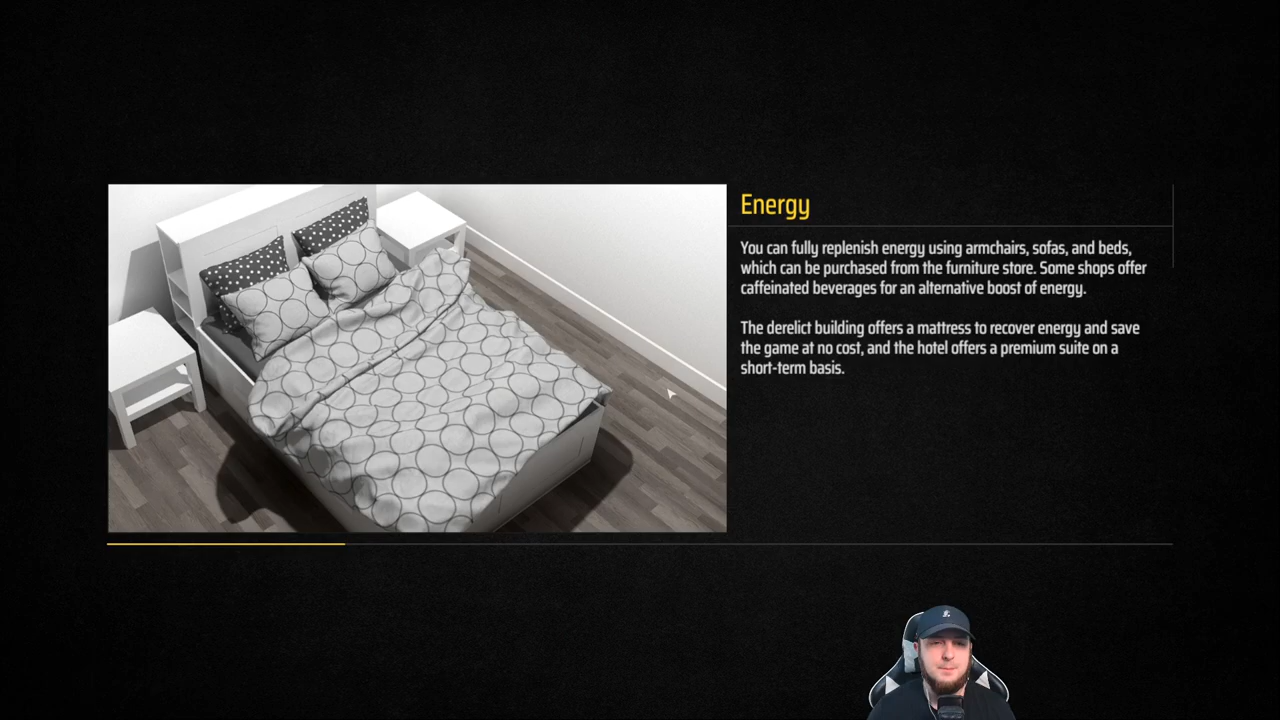 Energy
You can fully replenish energy using armchairs, sofas, and beds,
which can be purchased from the furniture store. Some shops offer
caffeinated beverages for an alternative boost of energy.
The derelict building offers a mattress to recover energy and save
the game at no cost, and the hotel offers a premium suite on a
short-term basis.